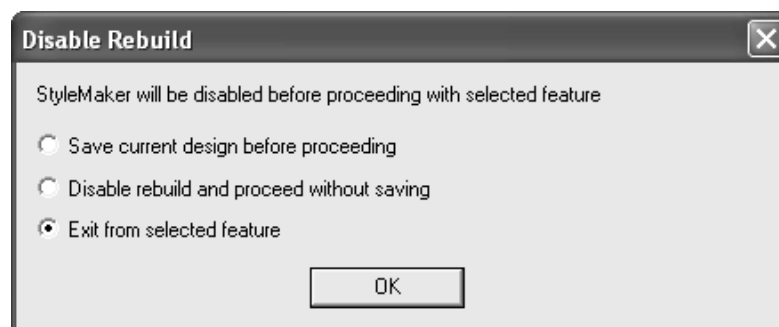 Disable Rebuild
StyleMaker will be disabled before proceeding with selected feature
Save current design before proceeding
Disable rebuild and proceed without saving
Exit from selected feature
OK